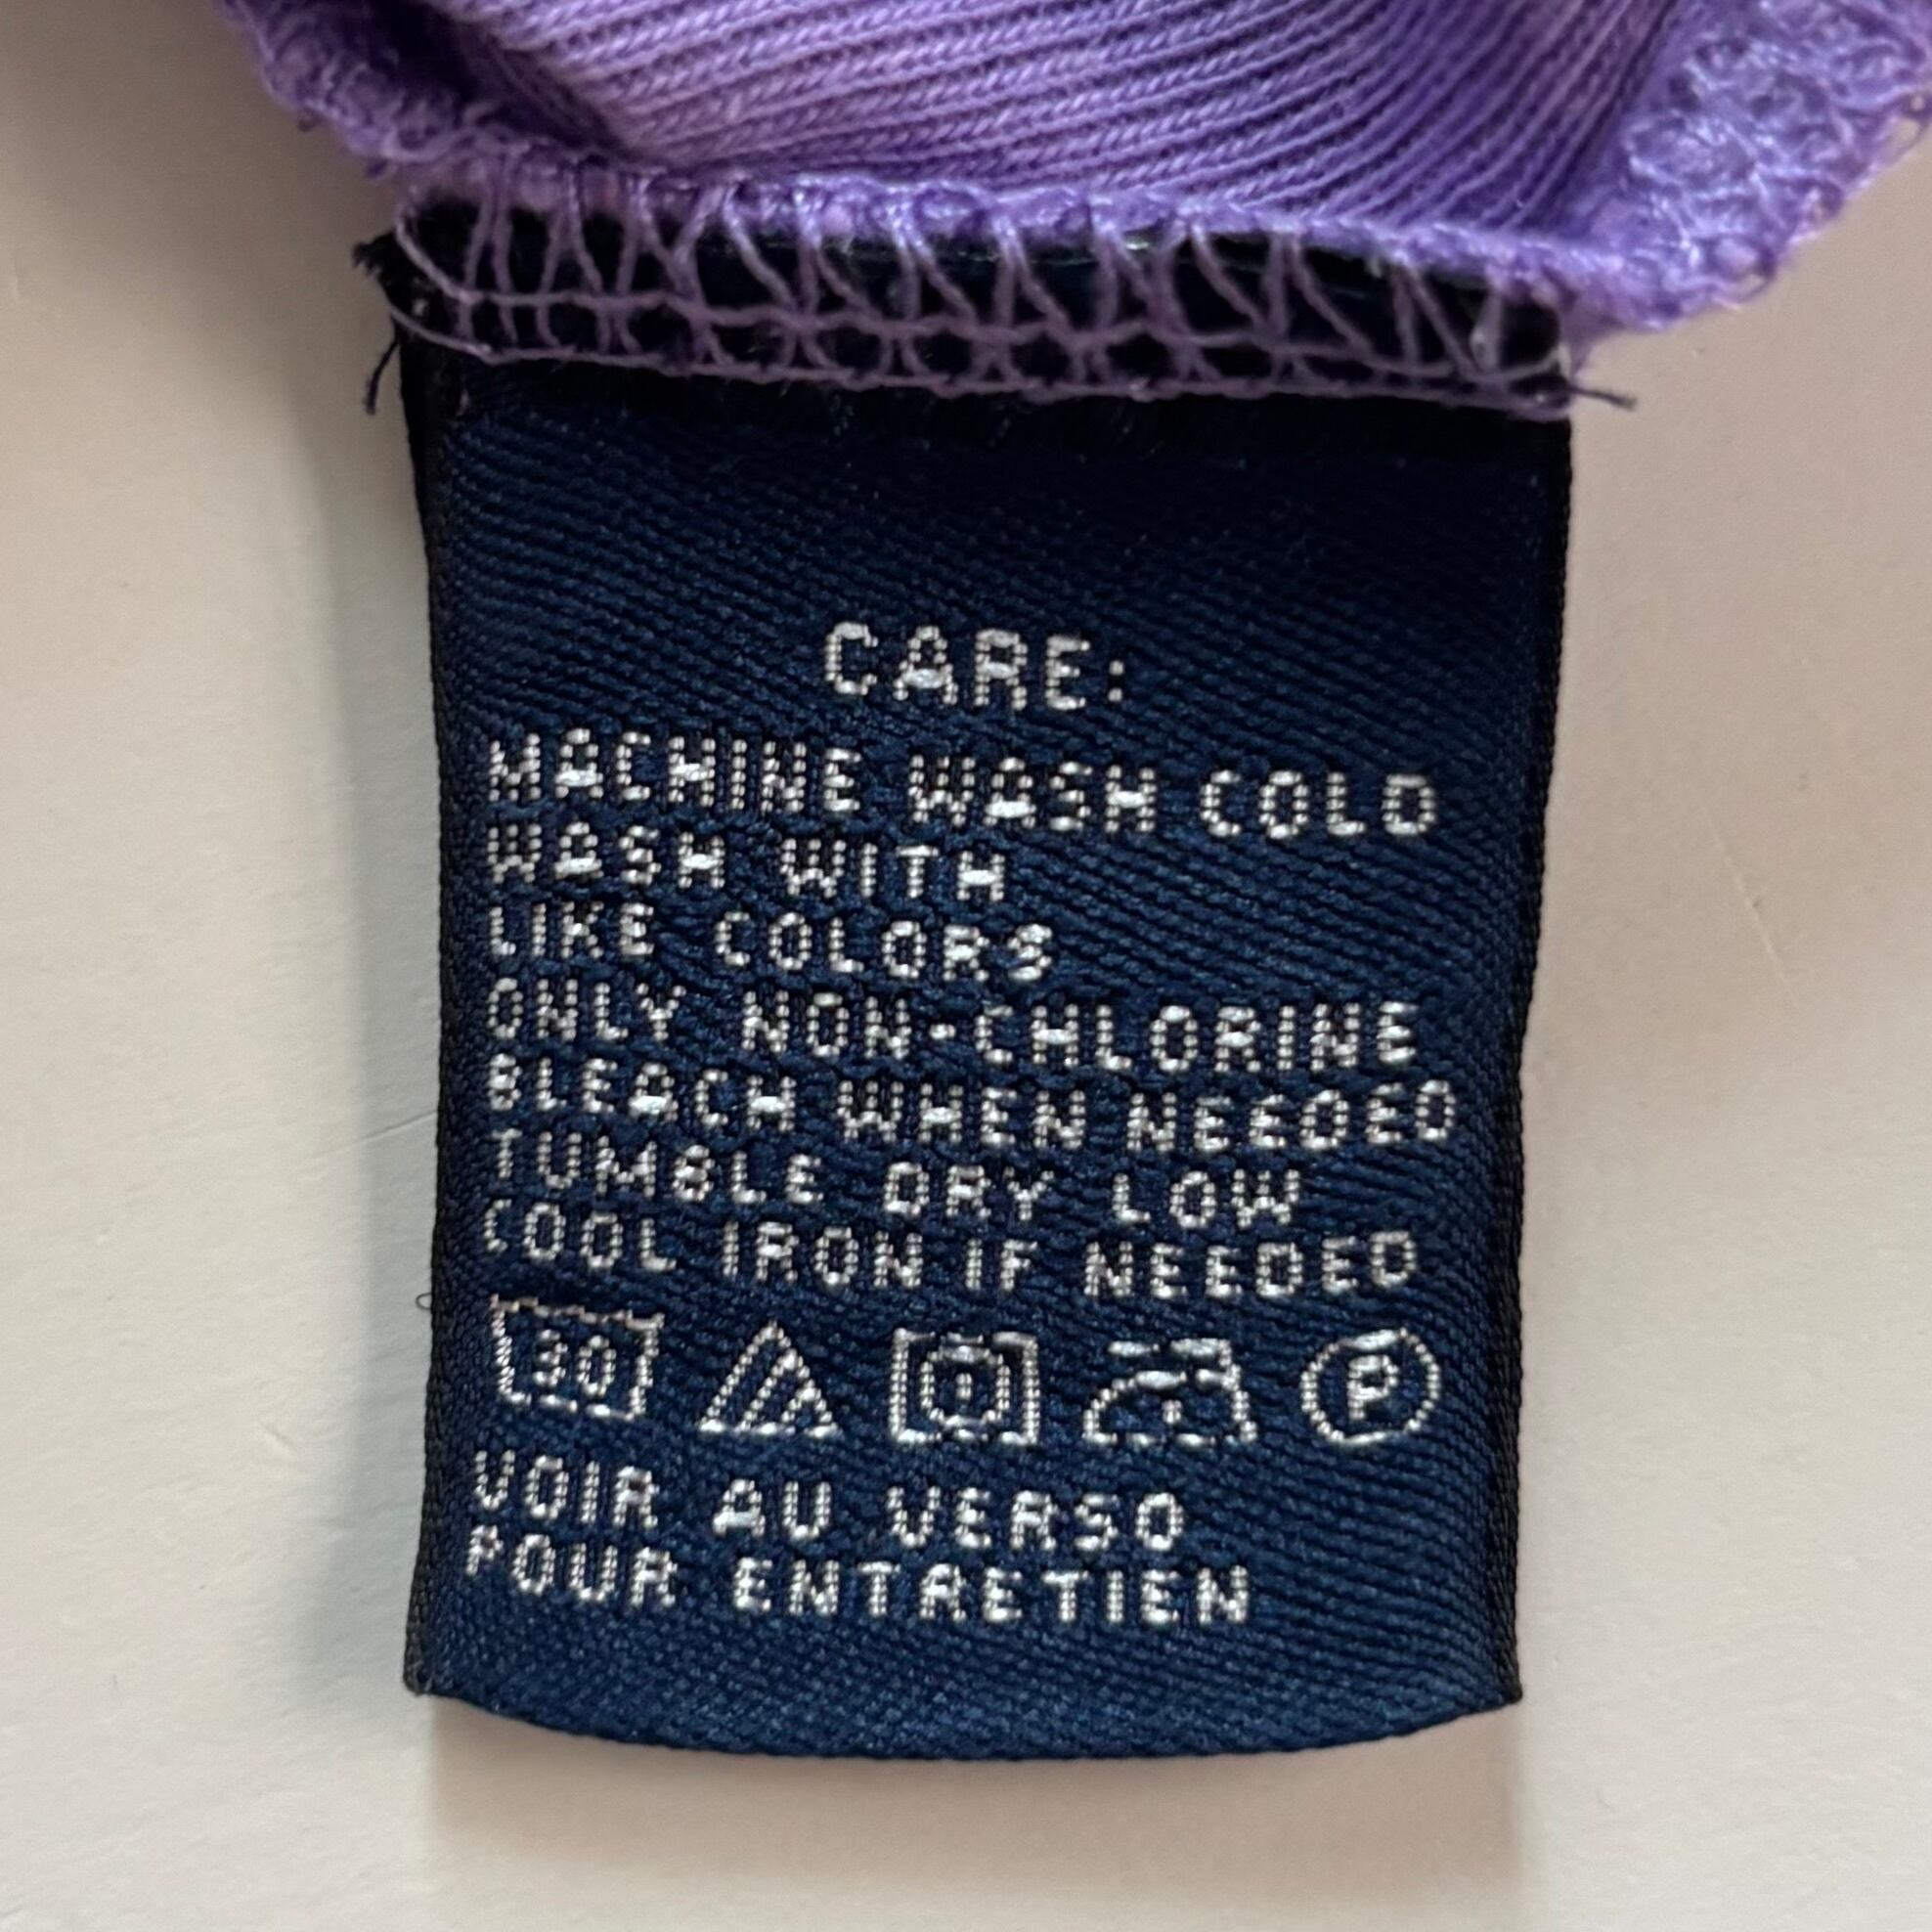 CARE:
MACHINE WASH COLD
WASH WITH
LIKE COLORS
ONLY NON-CHLORINE
BLEACH WHEN NEEDED
TUMBLE DRY LOW
COOL IRON IF NEEDED
30 P
VOIR AU VERSO
POUR ENTRETIEN